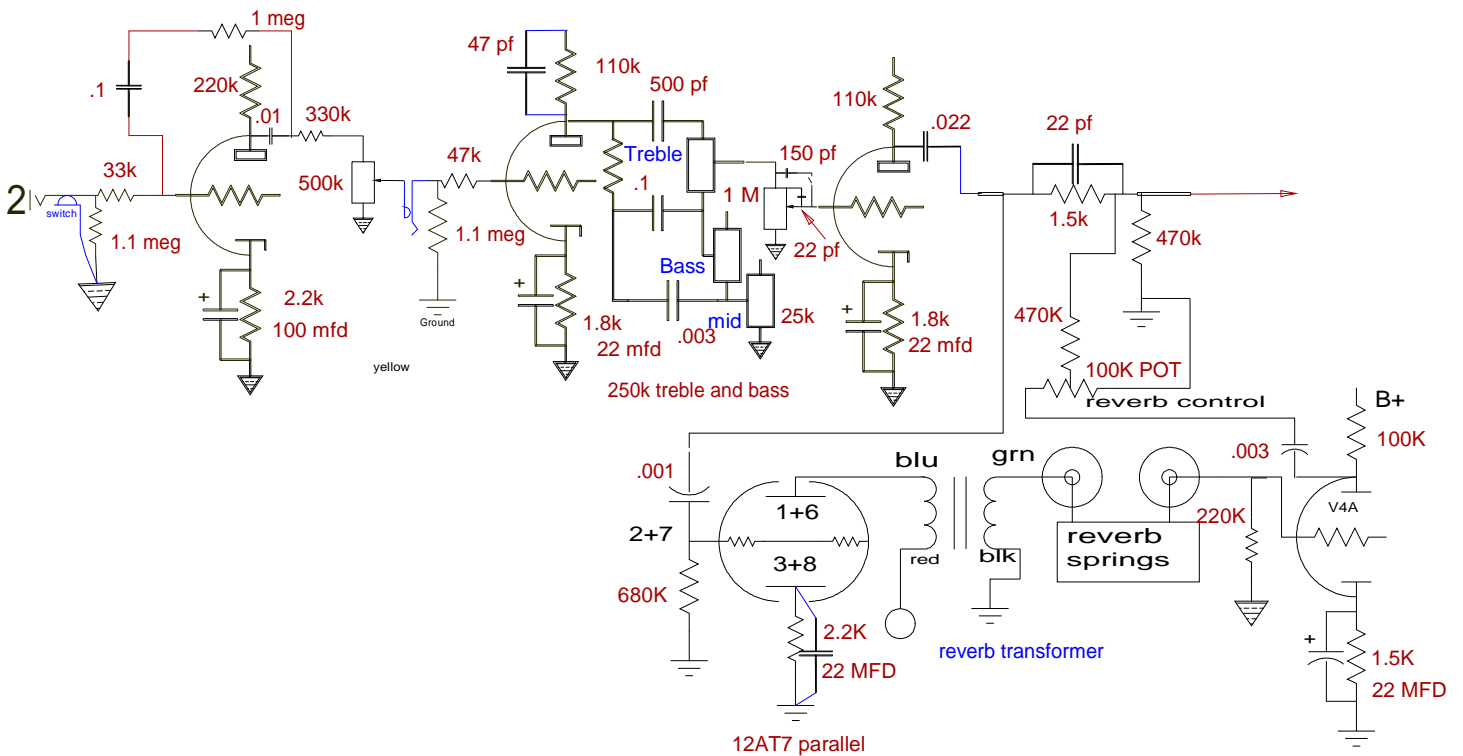 1 meg
47 pf
.1
220k
110k
500 pf
110k
.01
330k
.022
22 pf
33k
500k
47k
Treble
150 pf
2
switch
.1
1 M
1.5k
1.1 meg
1.1 meg
22 pf
470k
Bass
+
2.2k
100 mfd
+
Ground
1.8k
22 mfd
mid
.003
25k
+
1.8k
22 mfd
470K
yellow
250k treble and bass
100K POT
reverb control
B+
100K
.001
blu
grn
.003
1+6
V4A
2+7
220K
3+8
red
blk
reverb
springs
680K
2.2K
22 MFD
reverb transformer
+
1.5K
22 MFD
12AT7 parallel